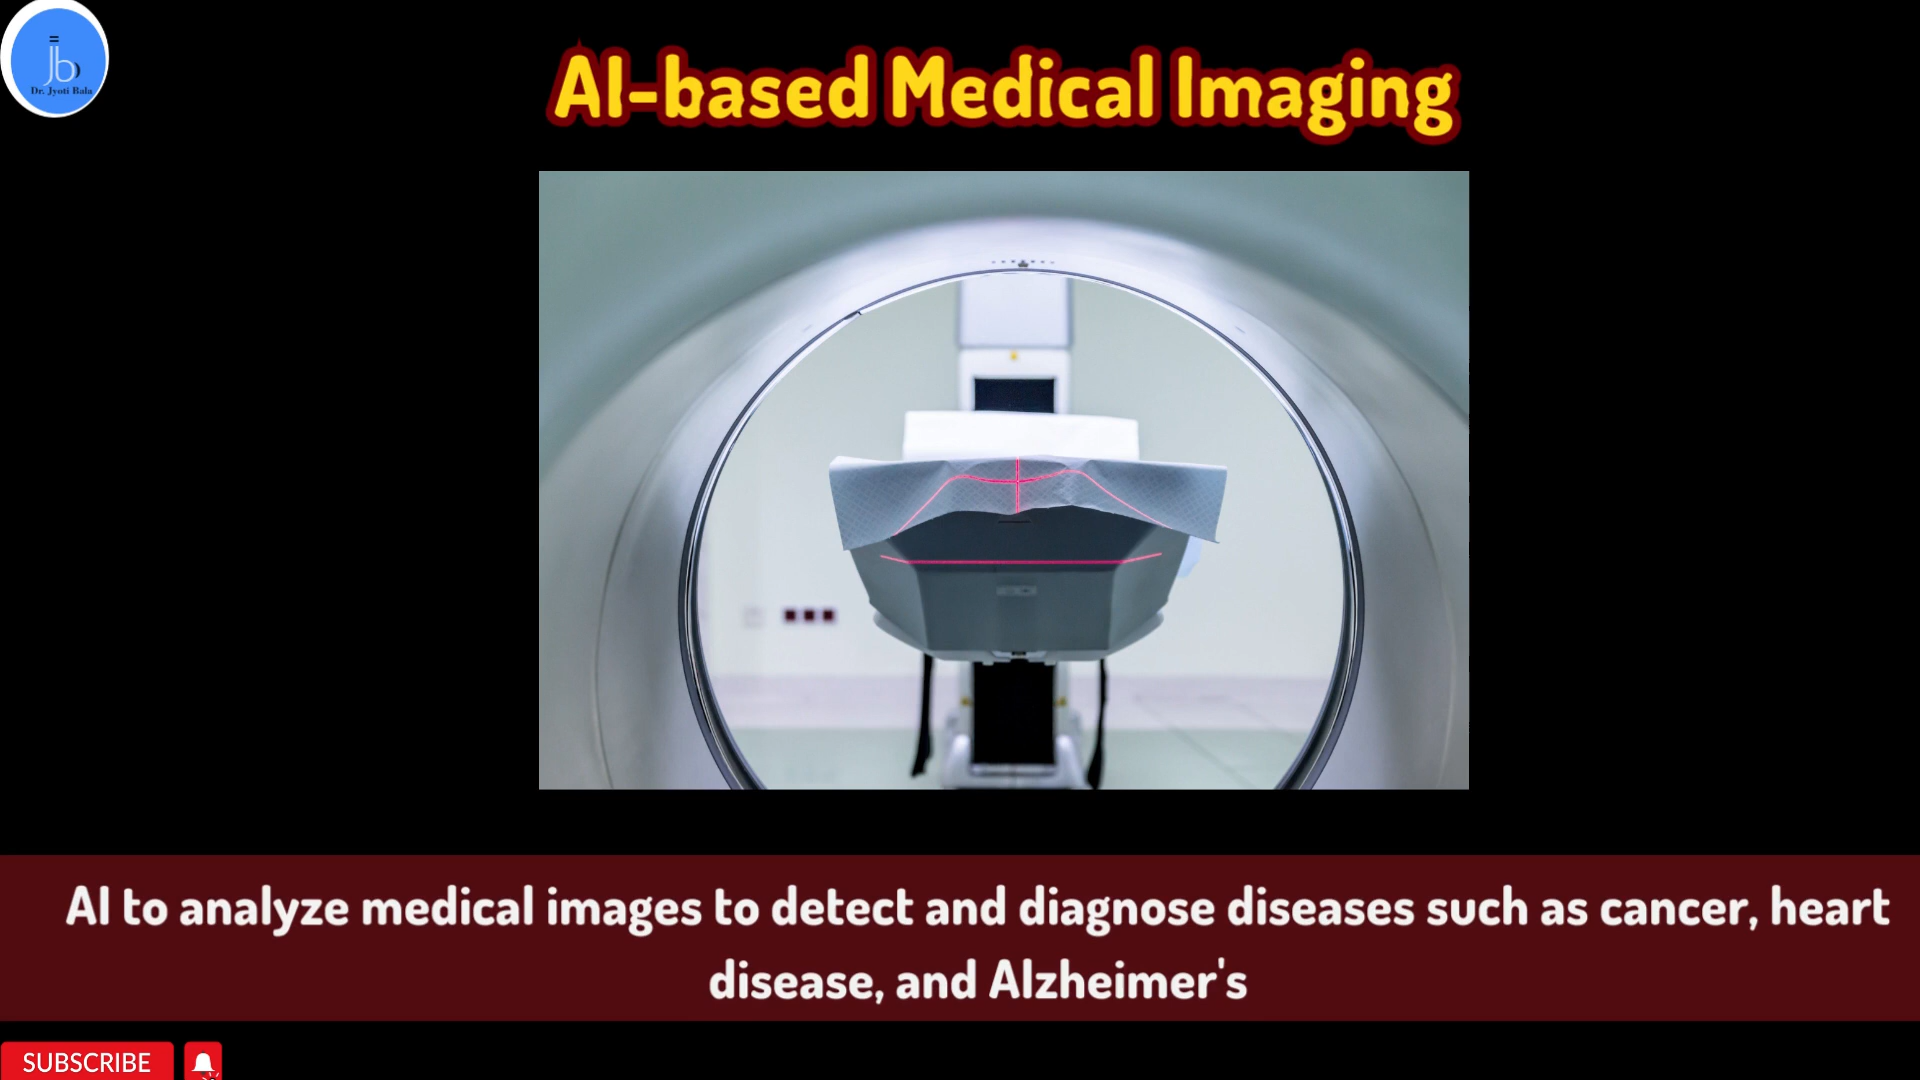 jb
Dr. Jyoti Bala
AI-based Medical Imaging
AI to analyze medical images to detect and diagnose diseases such as cancer, heart
disease, and Alzheimer's
SUBSCRIBE